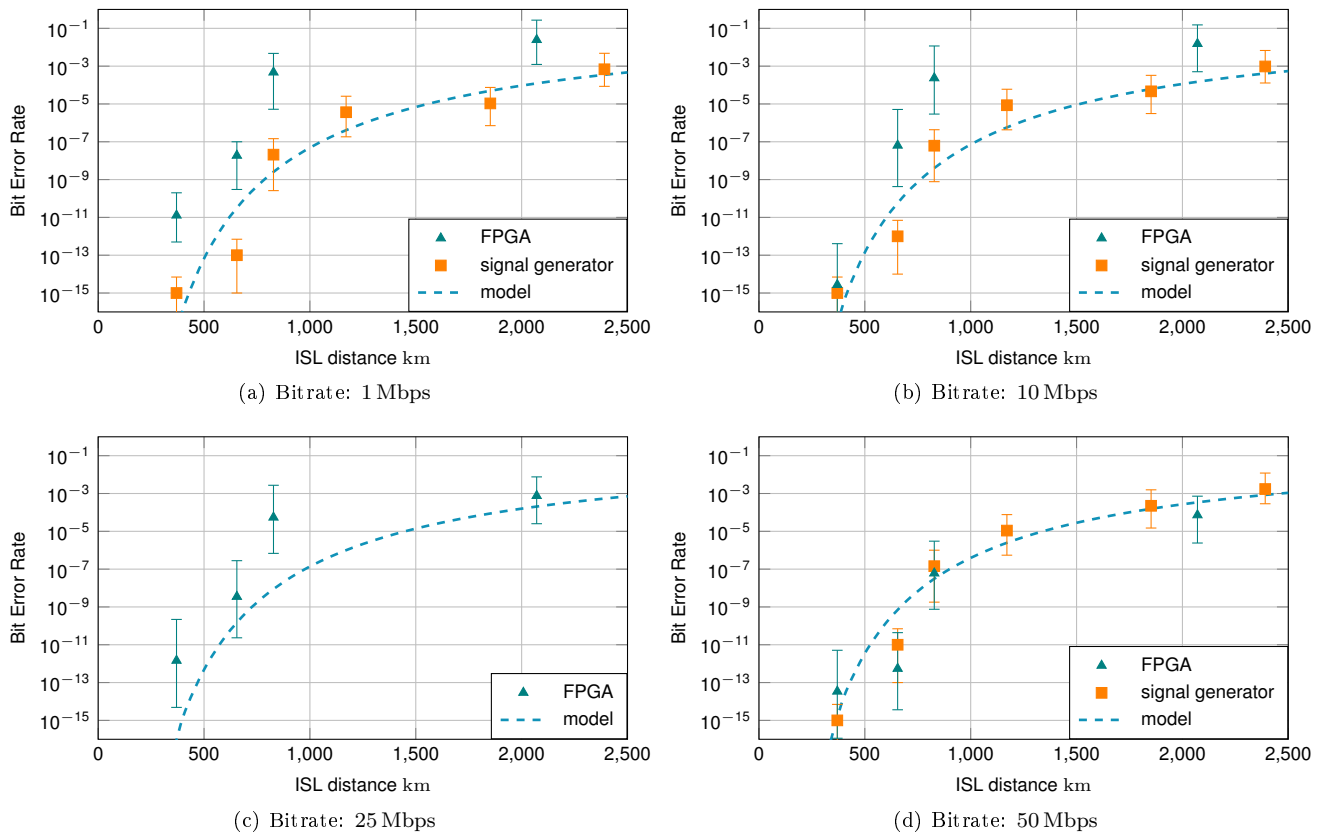 10⁻¹
10⁻³
10⁻⁵
10⁻⁷
10⁻⁹
10⁻¹¹
10⁻¹³
10⁻¹⁵
Bit Error Rate
0 500 1,000 1,500 2,000 2,500
ISL distance km
FPGA
signal generator
model
(a) Bitrate: 1 Mbps
10⁻¹
10⁻³
10⁻⁵
10⁻⁷
10⁻⁹
10⁻¹¹
10⁻¹³
10⁻¹⁵
Bit Error Rate
0 500 1,000 1,500 2,000 2,500
ISL distance km
FPGA
signal generator
model
(b) Bitrate: 10 Mbps
10⁻¹
10⁻³
10⁻⁵
10⁻⁷
10⁻⁹
10⁻¹¹
10⁻¹³
10⁻¹⁵
Bit Error Rate
0 500 1,000 1,500 2,000 2,500
ISL distance km
FPGA
model
(c) Bitrate: 25 Mbps
10⁻¹
10⁻³
10⁻⁵
10⁻⁷
10⁻⁹
10⁻¹¹
10⁻¹³
10⁻¹⁵
Bit Error Rate
0 500 1,000 1,500 2,000 2,500
ISL distance km
FPGA
signal generator
model
(d) Bitrate: 50 Mbps